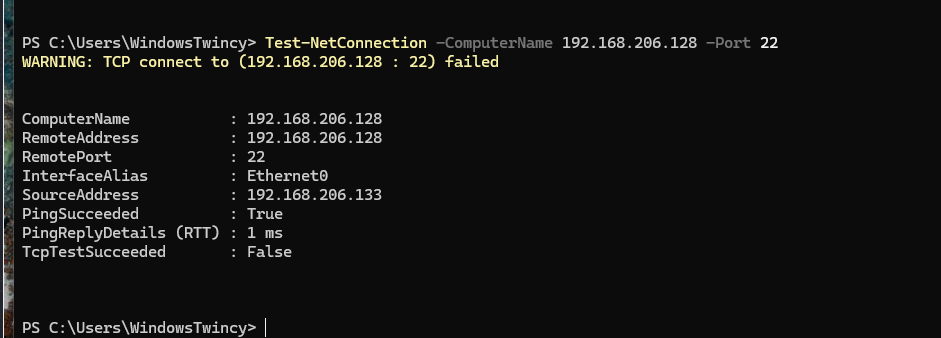 PS C:\Users\WindowsTwincy> Test-NetConnection -ComputerName 192.168.206.128 -Port 22
WARNING: TCP connect to (192.168.206.128 : 22) failed
ComputerName : 192.168.206.128
RemoteAddress : 192.168.206.128
RemotePort : 22
InterfaceAlias : Ethernet0
SourceAddress : 192.168.206.133
PingSucceeded : True
PingReplyDetails (RTT) : 1 ms
TcpTestSucceeded : False
PS C:\Users\WindowsTwincy>